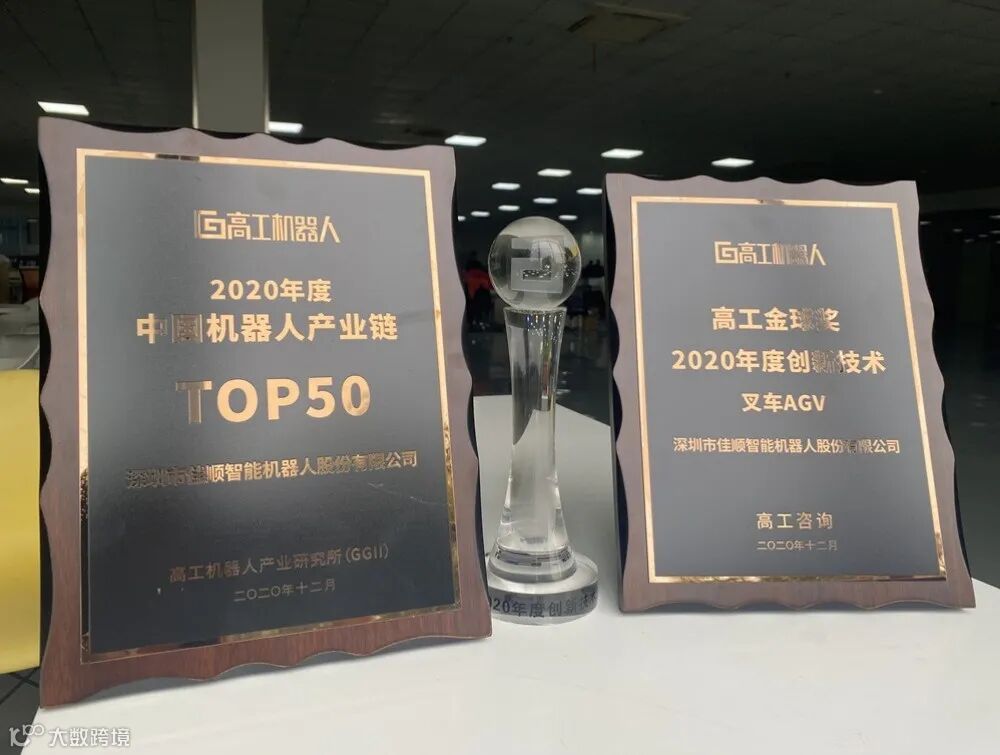 高工机器人
2020年度
中国机器人产业链
TOP50
深圳市佳顺智能机器人股份有限公司
高工机器人产业研究所(GGII)
二〇二〇年十二月
2020年度创新技术
高工机器人
高工金球奖
2020年度创新技术
叉车AGV
深圳市佳顺智能机器人股份有限公司
高工咨询
二〇二〇年十二月
大数跨境